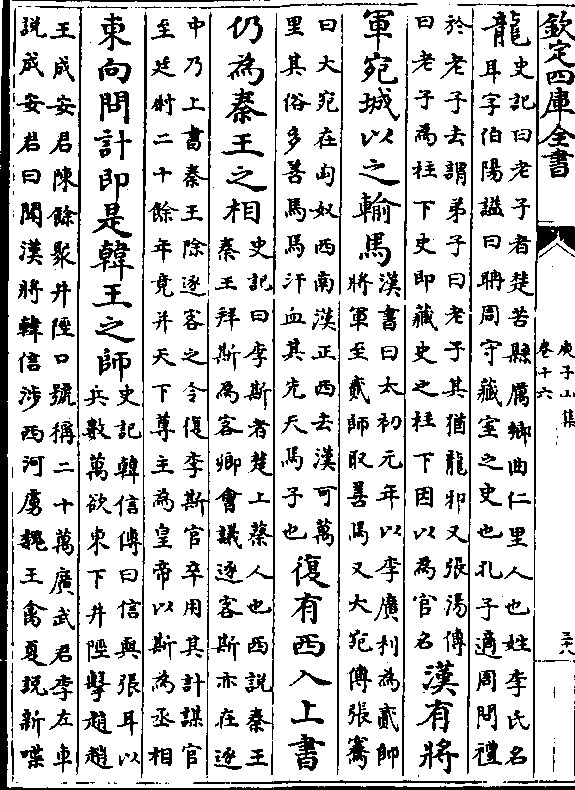 欽定四庫全書
庾子山集
卷十六
三八
龍
史記曰老子者楚苦縣厲鄉曲仁里人也姓李氏名
耳字伯陽諡曰聃周守藏室之史也孔子適周問禮
於老子去謂弟子曰老子其猶龍邪又張湯傳
曰老子為柱下史即藏史之柱下因以為官名
漢有將
軍宛城以之輸馬
漢書曰太初元年以李廣利為貳師
將軍至貳師取善馬又大宛傳張騫
曰大宛在匈奴西南漢正西去漢可萬
里其俗多善馬馬汗血其先天馬子也
復有西入上書
仍為秦王之相
史記曰李斯者楚上蔡人也西說秦王
秦王拜斯為客卿會議逐客斯亦在逐
中乃上書秦王除逐客之令復李斯官卒用其計謀官
至廷尉二十餘年竟并天下尊主為皇帝以斯為丞相
東向問計即是韓王之師
史記韓信傳曰信與張耳以
兵數萬欲東下井陘擊趙趙
王成安君陳餘聚井陘口號稱二十萬廣武君李左車
說成安君曰聞漢將韓信涉西河虜魏王禽夏說新喋